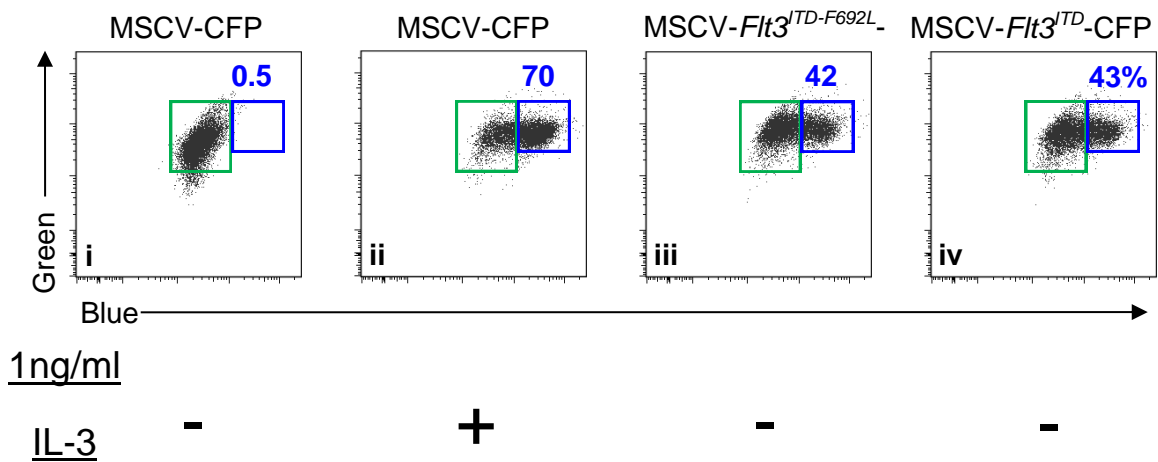 MSCV-CFP MSCV-CFP MSCV-Flt3ITD-F692L- MSCV-Flt3ITD-CFP
0.5 70 42 43%
i ii iii iv
Green
Blue
1ng/ml
- + - -
IL-3